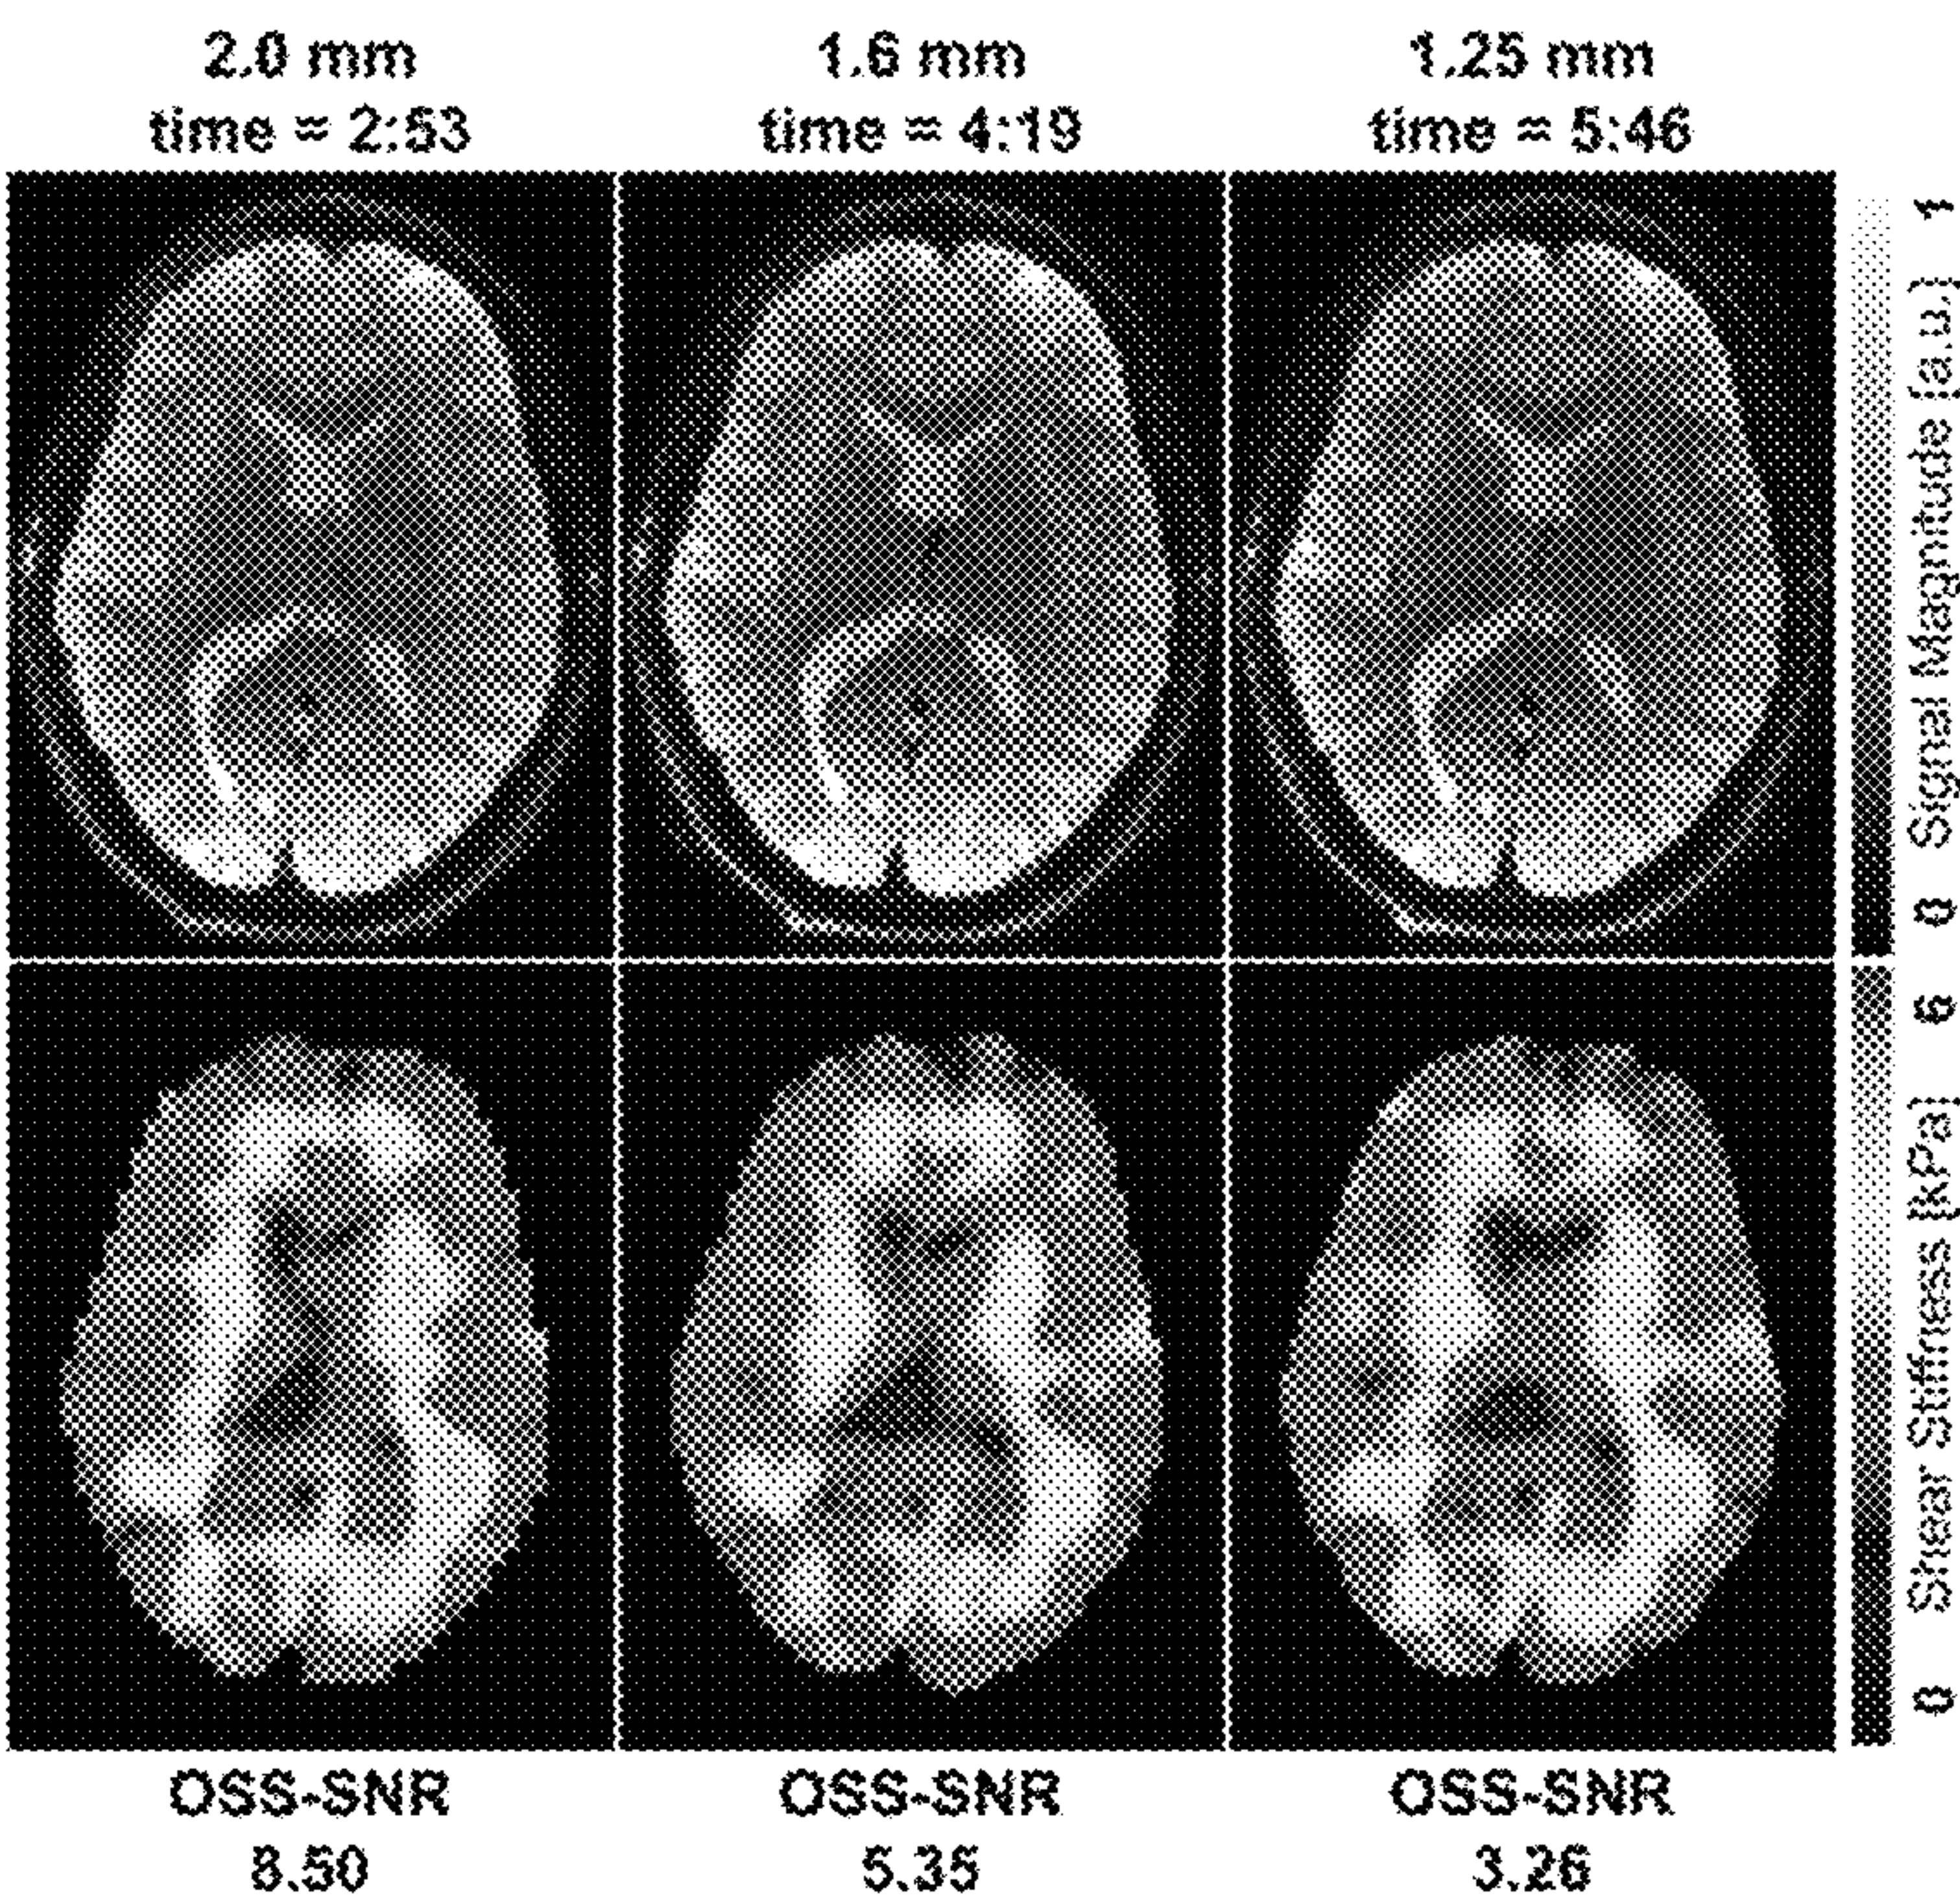 2.0 mm
time = 2:53
1.6 mm
time = 4:19
1.25 mm
time = 5:46
0 Signal Magnitude [a.u.] 1
0 Shear Stiffness [kPa] 6
OSS-SNR
8.50
OSS-SNR
5.35
OSS-SNR
3.26